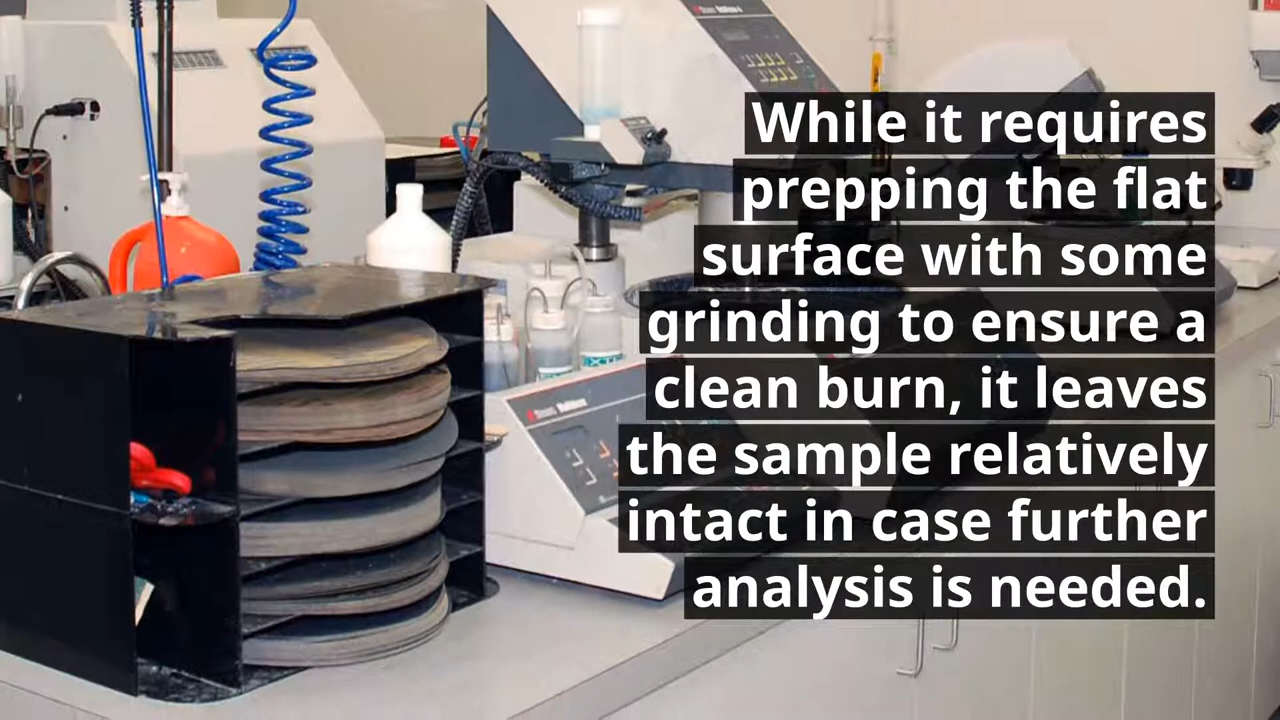 While it requires
prepping the flat
surface with some
grinding to ensure a
clean burn, it leaves
the sample relatively
intact in case further
analysis is needed.
Struers